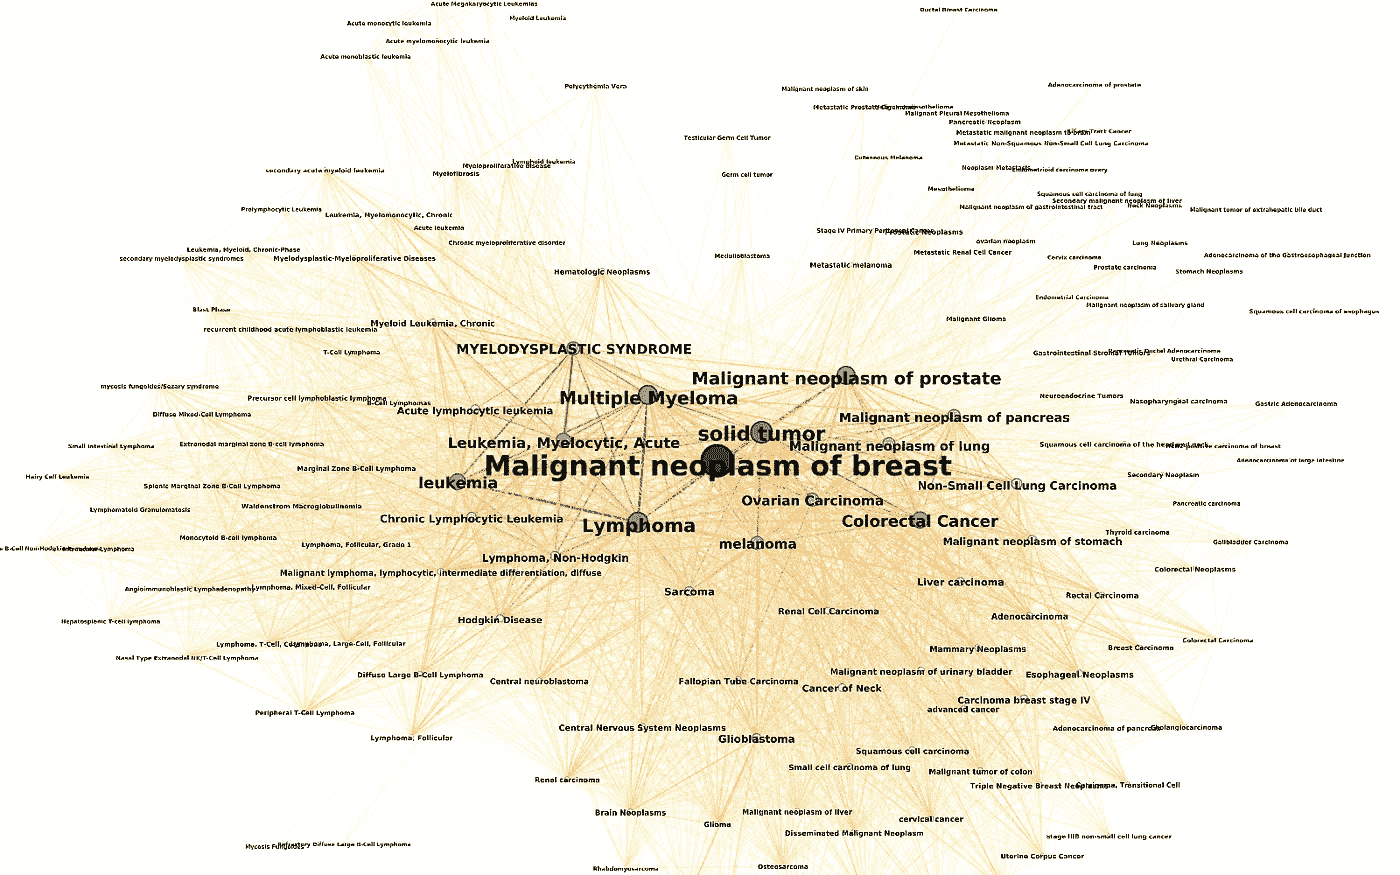 Acute Megakaryocytic Leukemias
Ductal Breast Carcinoma
Myeloid Leukemia
Acute monocytic leukemia
Acute myelomonocytic leukemia
Acute monoblastic leukemia
Polycythemia Vera
Adenocarcinoma of prostate
Malignant neoplasm of skin
Metastatic Prostate
Malignant Pleural Mesothelioma
Pancreatic Neoplasm
Metastatic malignant neoplasm to brain
Tract Cancer
Testicular Germ Cell Tumor
Metastatic Non-Squamous Non-Small Cell Lung Carcinoma
Cutaneous Melanoma
Lymphoid leukemia
Myeloproliferative disease
Neoplasm Metastasis
Endometrioid carcinoma ovary
secondary acute myeloid leukemia
Myelofibrosis
Germ cell tumor
Mesothelioma
Squamous cell carcinoma of lung
Secondary malignant neoplasm of liver
Neck Neoplasms
Malignant neoplasm of gastrointestinal tract
Prolymphocytic Leukemia
Malignant tumor of extrahepatic bile duct
Leukemia, Myelomonocytic, Chronic
Acute leukemia
Stage IV Primary Peritoneal
Prostatic Neoplasms
Chronic myeloproliferative disorder
ovarian neoplasm
Lung Neoplasms
Leukemia, Myeloid, Chronic-Phase
Metastatic Renal Cell Cancer
secondary myelodysplastic syndromes
Myelodysplastic-Myeloproliferative Diseases
Medulloblastoma
Cervix carcinoma
Adenocarcinoma of the Gastroesophageal Junction
Metastatic melanoma
Prostate carcinoma
Hematologic Neoplasms
Stomach Neoplasms
Endometrial Carcinoma
Malignant neoplasm of salivary gland
Blast Phase
Squamous cell carcinoma of esophagus
Malignant Glioma
Myeloid Leukemia, Chronic
recurrent childhood acute lymphoblastic leukemia
MYELODYSPLASTIC SYNDROME
T-Cell Lymphoma
Gastrointestinal Stromal Tumors
Ductal Adenocarcinoma
Urethral Carcinoma
Malignant neoplasm of prostate
mycosis fungoides/Sezary syndrome
Precursor cell lymphoblastic lymphoma
Multiple Myeloma
Neuroendocrine Tumors
B-Cell Lymphomas
Nasopharyngeal carcinoma
Gastric Adenocarcinoma
Diffuse Mixed-Cell Lymphoma
Acute lymphocytic leukemia
Malignant neoplasm of pancreas
solid tumor
Small Intestinal Lymphoma
Extranodal marginal zone B-cell lymphoma
Leukemia, Myelocytic, Acute
Malignant neoplasm of lung
Squamous cell carcinoma of the head and neck
carcinoma of breast
Adenocarcinoma of large intestine
Marginal Zone B-Cell Lymphoma
Malignant neoplasm of breast
Hairy Cell Leukemia
Secondary Neoplasm
leukemia
Splenic Marginal Zone B-Cell Lymphoma
Non-Small Cell Lung Carcinoma
Lymphomatoid Granulomatosis
Waldenstrom Macroglobulinemia
Ovarian Carcinoma
Pancreatic carcinoma
Chronic Lymphocytic Leukemia
Lymphoma
Colorectal Cancer
Monocytoid B-cell lymphoma
Thyroid carcinoma
Lymphoma, Follicular, Grade 1
melanoma
Malignant neoplasm of stomach
Gallbladder Carcinoma
Lymphoma, Non-Hodgkin
Colorectal Neoplasms
Malignant lymphoma, lymphocytic, intermediate differentiation, diffuse
Liver carcinoma
Angioimmunoblastic Lymphadenopathy
Lymphoma, Mixed-Cell, Follicular
Sarcoma
Rectal Carcinoma
Renal Cell Carcinoma
Adenocarcinoma
Hepatosplenic T-cell lymphoma
Hodgkin Disease
Colorectal Carcinoma
Lymphoma, T-Cell,
Lymphoma, Large-Cell, Follicular
Mammary Neoplasms
Breast Carcinoma
Nasal Type Extranodal NK/T-Cell Lymphoma
Diffuse Large B-Cell Lymphoma
Malignant neoplasm of urinary bladder
Esophageal Neoplasms
Central neuroblastoma
Fallopian Tube Carcinoma
Cancer of Neck
Carcinoma breast stage IV
advanced cancer
Peripheral T-Cell Lymphoma
Central Nervous System Neoplasms
Adenocarcinoma of pancreas
Cholangiocarcinoma
Lymphoma, Follicular
Glioblastoma
Squamous cell carcinoma
Small cell carcinoma of lung
Malignant tumor of colon
Renal carcinoma
Triple Negative Breast Neoplasms
Carcinoma, Transitional Cell
Brain Neoplasms
Malignant neoplasm of liver
cervical cancer
Glioma
Disseminated Malignant Neoplasm
Stage IIIB non-small cell lung cancer
Mycosis Fungoides
Refractory Diffuse Large B-Cell Lymphoma
Uterine Corpus Cancer
Rhabdomyosarcoma
Osteosarcoma